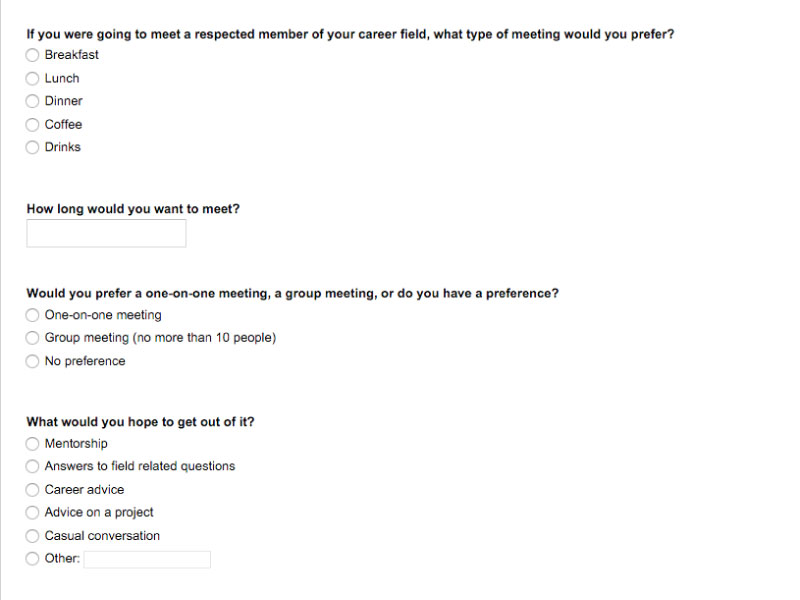 If you were going to meet a respected member of your career field, what type of meeting would you prefer?
Breakfast
Lunch
Dinner
Coffee
Drinks
How long would you want to meet?
Would you prefer a one-on-one meeting, a group meeting, or do you have a preference?
One-on-one meeting
Group meeting (no more than 10 people)
No preference
What would you hope to get out of it?
Mentorship
Answers to field related questions
Career advice
Advice on a project
Casual conversation
Other: